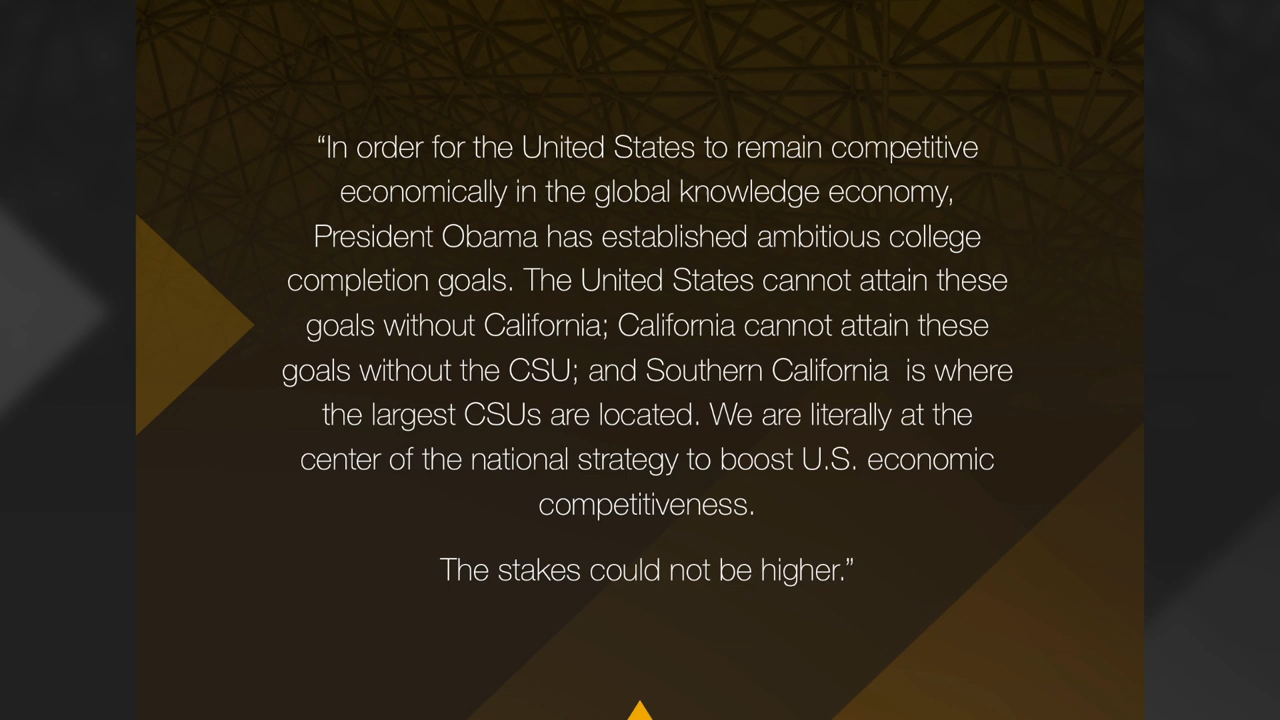 “In order for the United States to remain competitive
economically in the global knowledge economy,
President Obama has established ambitious college
completion goals. The United States cannot attain these
goals without California; California cannot attain these
goals without the CSU; and Southern California  is where
the largest CSUs are located. We are literally at the
center of the national strategy to boost U.S. economic
competitiveness.
The stakes could not be higher.”